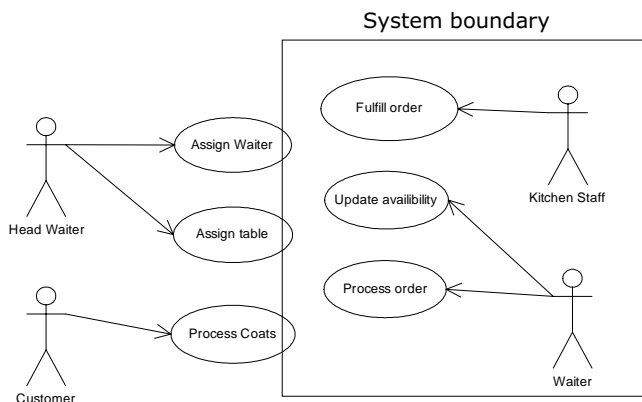 System boundary
Fulfill order
Assign Waiter
Kitchen Staff
Update availibility
Head Waiter
Assign table
Process order
Process Coats
Waiter
Customer